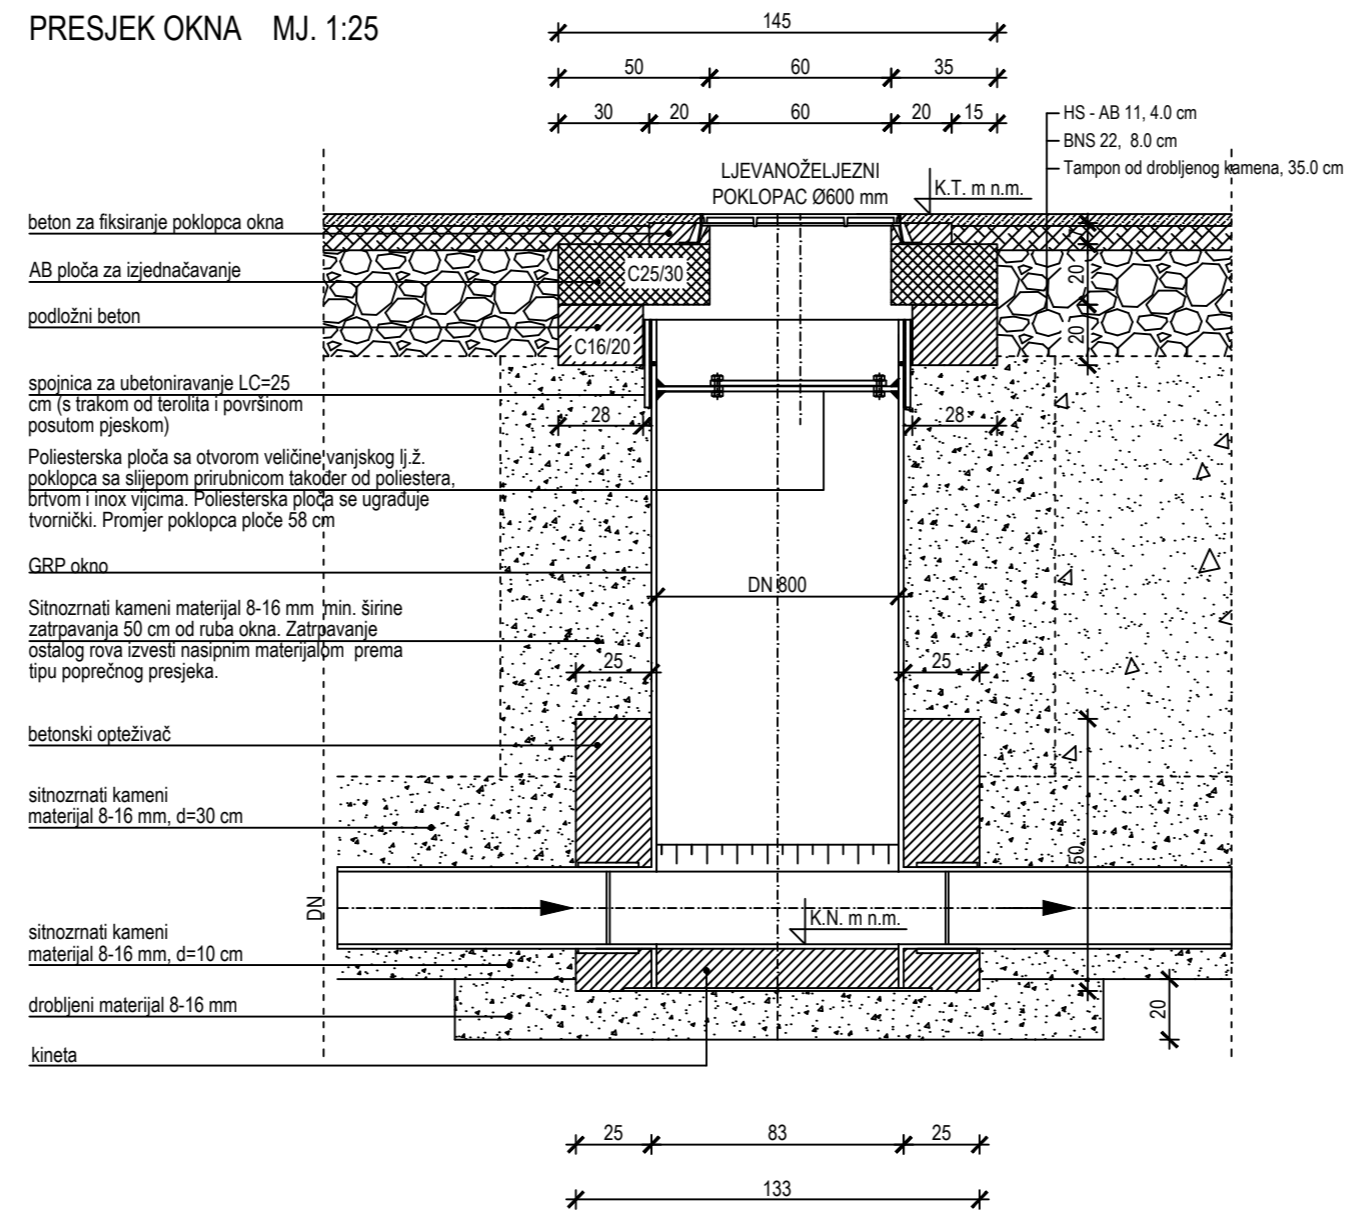 PRESJEK OKNA MJ. 1:25
145
50 60 35
30 20 60 20 15
HS - AB 11, 4.0 cm
BNS 22, 8.0 cm
Tampon od drobljenog kamena, 35.0 cm
LJEVANOŽELJEZNI
POKLOPAC Ø600 mm
K.T. m n.m.
beton za fiksiranje poklopca okna
7
AB ploča za izjednačavanje
C25/30
20
podložni beton
C16/20
20
spojnica za ubetoniravanje LC=25
cm (s trakom od terolita i površinom
posutom pjeskom)
28 28
Poliesterska ploča sa otvorom veličine vanjskog lj.ž.
poklopca sa slijepom prirubnicom također od poliestera,
brtvom i inox vijcima. Poliesterska ploča se ugrađuje
tvornički. Promjer poklopca ploče 58 cm
GRP okno
DN 800
Sitnozrnati kameni materijal 8-16 mm min. širine
zatrpavanja 50 cm od ruba okna. Zatrpavanje
ostalog rova izvesti nasipnim materijalom prema
tipu poprečnog presjeka.
25 25
betonski opteživač
sitnozrnati kameni
materijal 8-16 mm, d=30 cm
50
DN
K.N. m n.m.
sitnozrnati kameni
materijal 8-16 mm, d=10 cm
drobljeni materijal 8-16 mm
20
kineta
25 83 25
133